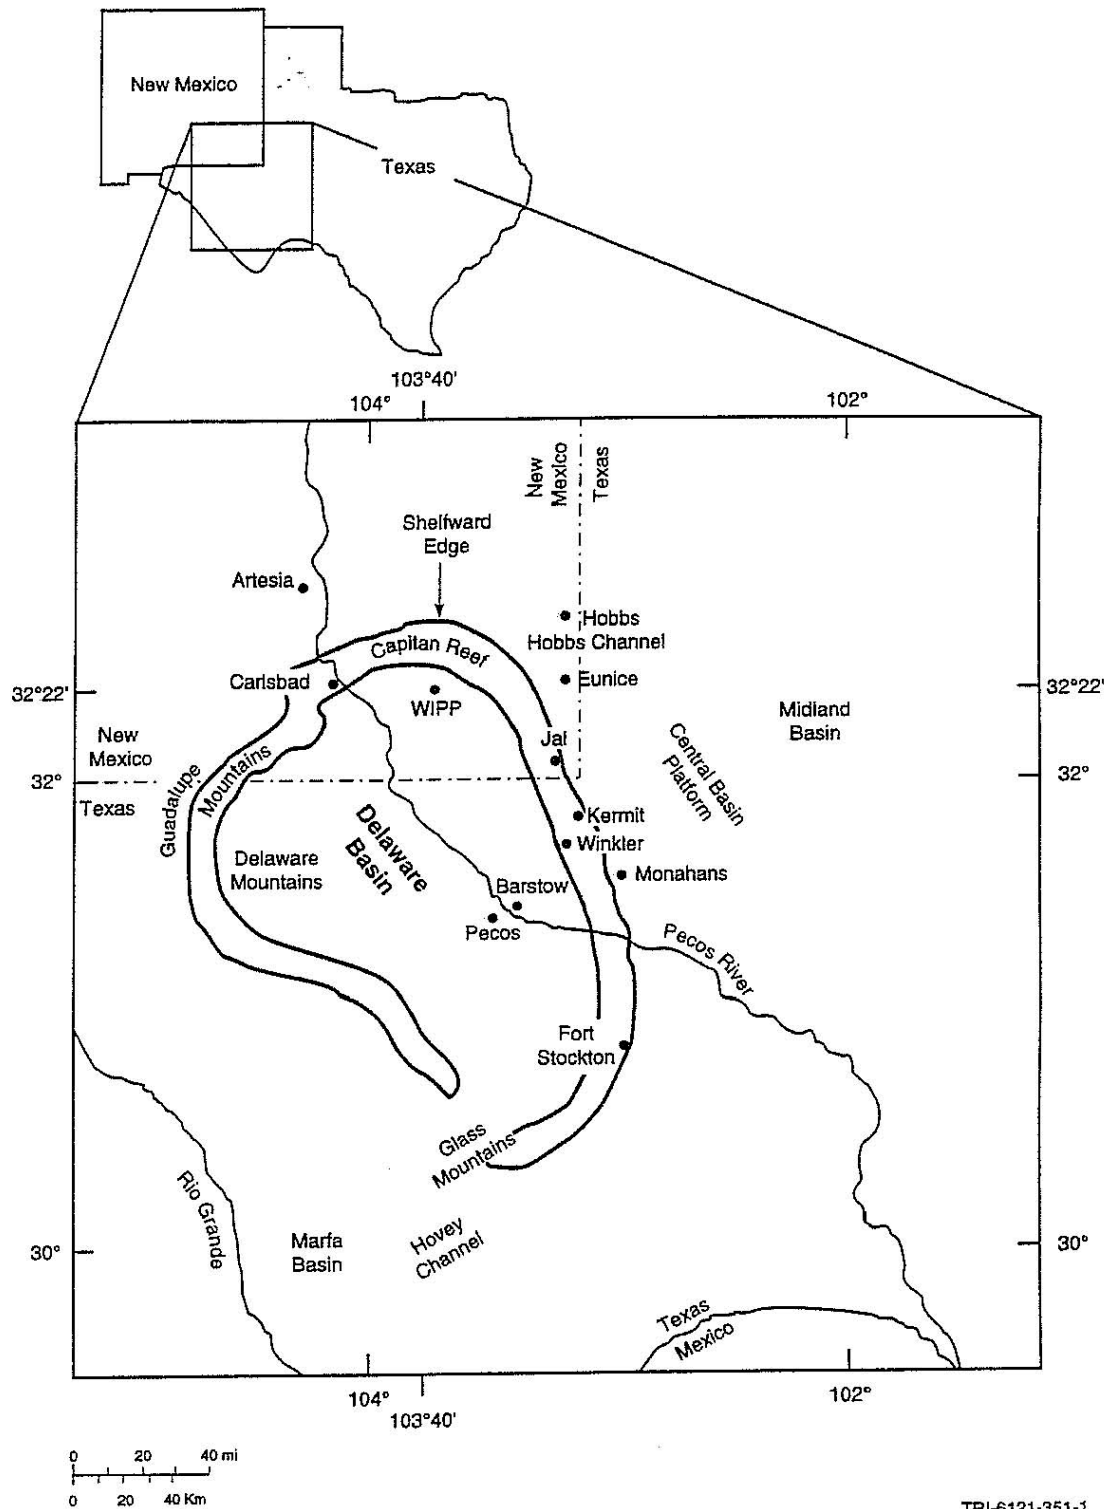 New Mexico
Texas
103°40'
104°
102°
New
Mexico
Texas
Shelfward
Edge
Artesia
Hobbs
Hobbs Channel
Capitan Reef
Carlsbad
Eunice
WIPP
32°22'
32°22'
Midland
Basin
New
Mexico
Jal
Central Basin
Platform
32°
32°
Texas
Guadalupe
Mountains
Kermit
Winkler
Delaware
Basin
Delaware
Mountains
Monahans
Barstow
Pecos
Pecos River
Fort
Stockton
Glass
Mountains
Rio Grande
Marfa
Basin
Hovey
Channel
30°
30°
Texas
Mexico
104°
103°40'
102°
0 20 40 mi
0 20 40 Km
TRI-6121-351-1